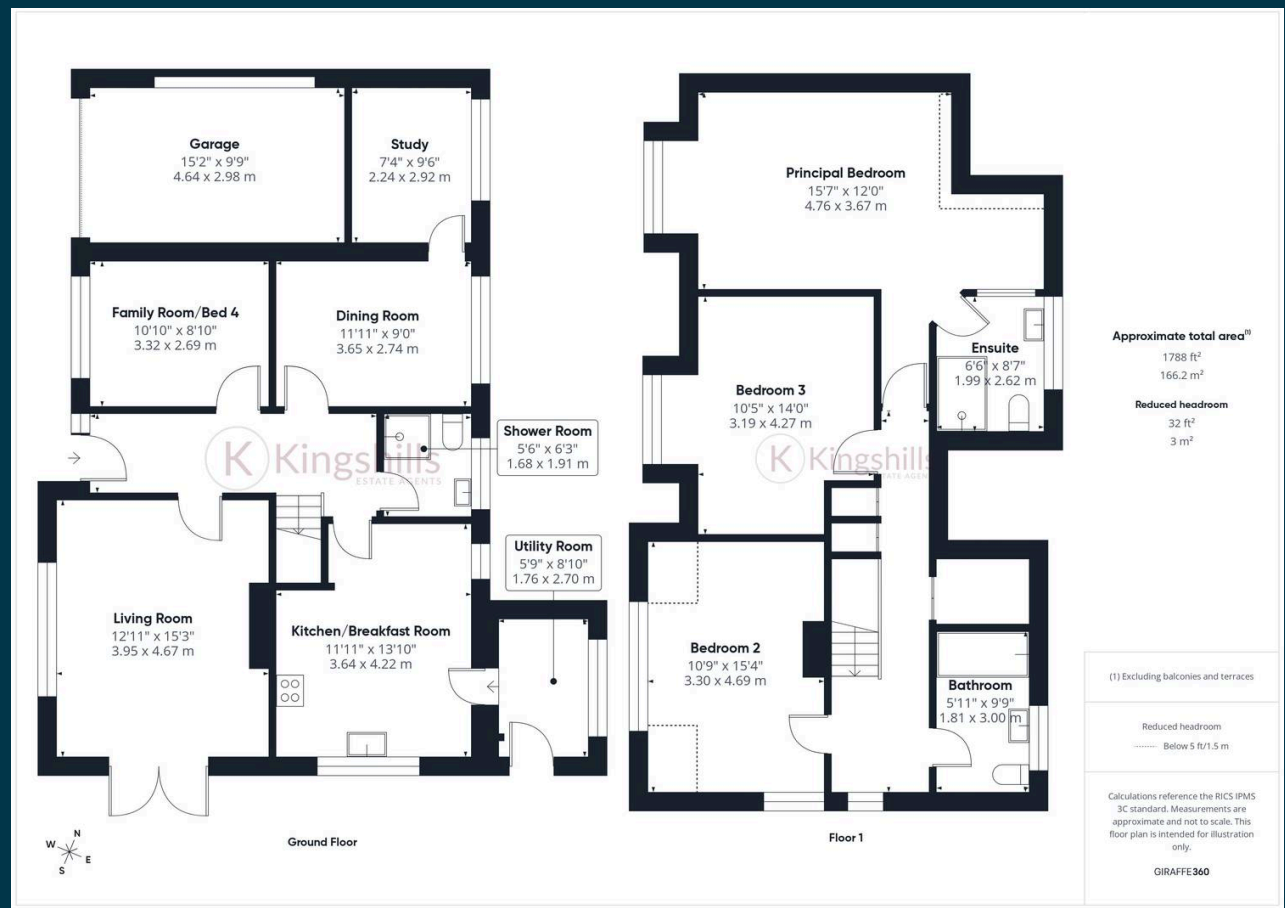 Garage
15'2" x 9'9"
4.64 x 2.98 m
Study
7'4" x 9'6"
2.24 x 2.92 m
Family Room/Bed 4
10'10" x 8'10"
3.32 x 2.69 m
Dining Room
11'11" x 9'0"
3.65 x 2.74 m
K Kingshills
ESTATE AGENTS
Shower Room
5'6" x 6'3"
1.68 x 1.91 m
Utility Room
5'9" x 8'10"
1.76 x 2.70 m
Living Room
12'11" x 15'3"
3.95 x 4.67 m
Kitchen/Breakfast Room
11'11" x 13'10"
3.64 x 4.22 m
Ground Floor
N
W
E
S
Principal Bedroom
15'7" x 12'0"
4.76 x 3.67 m
Ensuite
6'6" x 8'7"
1.99 x 2.62 m
Bedroom 3
10'5" x 14'0"
3.19 x 4.27 m
K Kingshills
ESTATE AGEN
Bedroom 2
10'9" x 15'4"
3.30 x 4.69 m
Bathroom
5'11" x 9'9"
1.81 x 3.00 m
Floor 1
Approximate total area(1)
1788 ft²
166.2 m²
Reduced headroom
32 ft²
3 m²
(1) Excluding balconies and terraces
Reduced headroom
Below 5 ft/1.5 m
Calculations reference the RICS IPMS
3C standard. Measurements are
approximate and not to scale. This
floor plan is intended for illustration
only.
GIRAFFE360